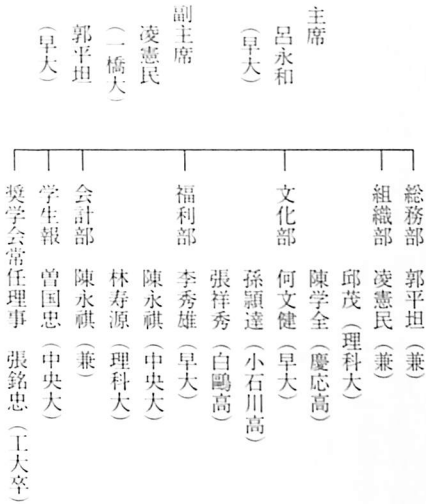 主席
呂永和
（早大）
副主席
凌憲民
（一橋大）
郭平坦
（早大）
総務部　郭平坦（兼）
組織部　凌憲民（兼）
邱茂（理科大）
陳学全（慶応高）
文化部　何文健（早大）
孫頴達（小石川高）
張祥秀（白鷗高）
福利部　李秀雄（早大）
陳永祺（中央大）
林寿源（理科大）
会計部　陳永祺（兼）
学生報　曽国忠（中央大）
奨学会常任理事　張銘忠（工大卒）